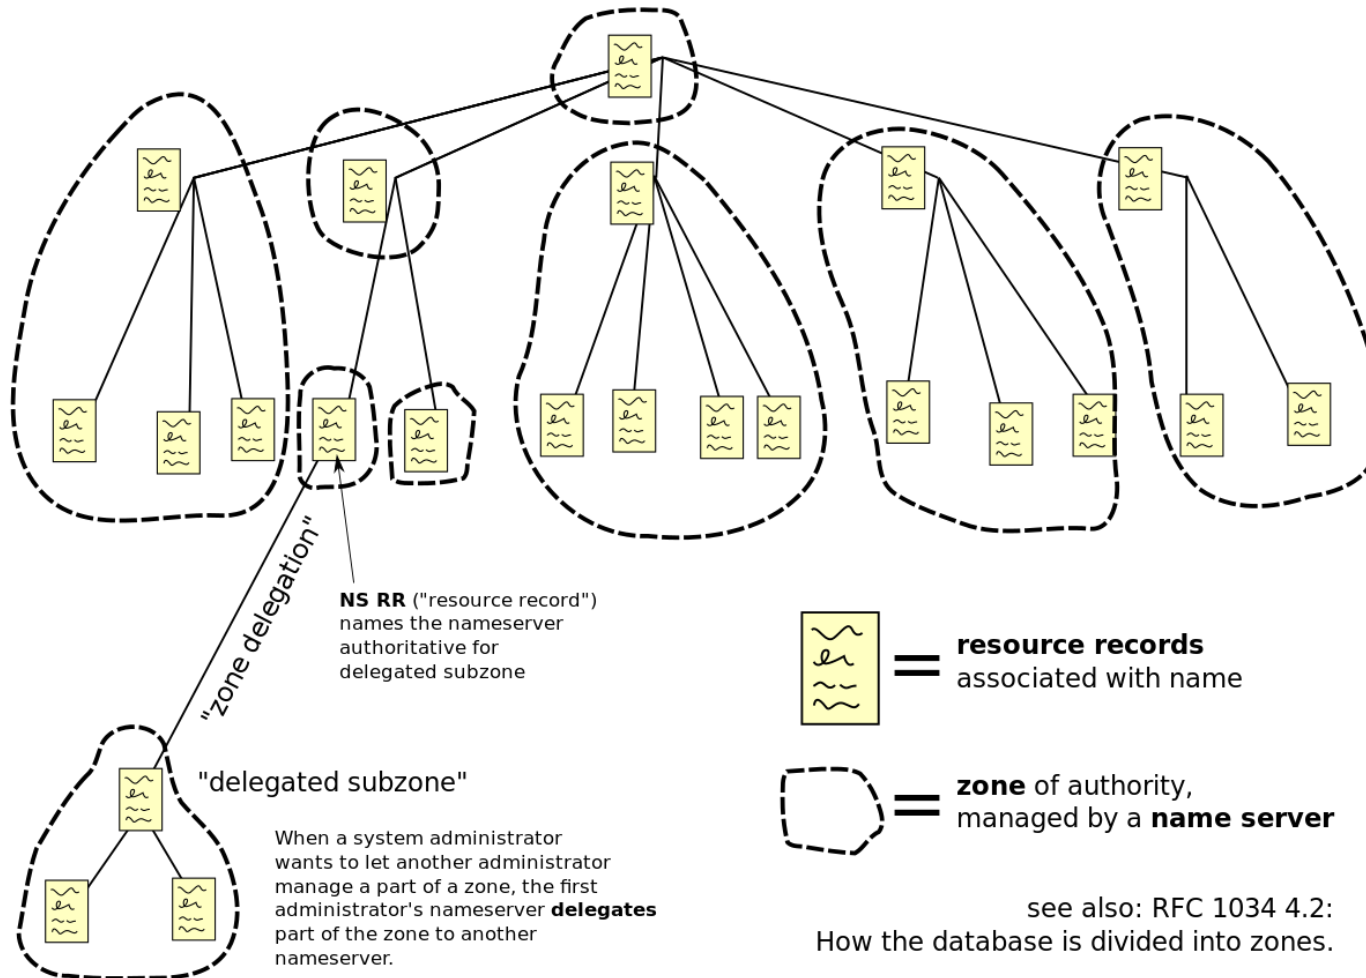 "zone delegation"
NS RR ("resource record")
names the nameserver
authoritative for
delegated subzone
resource records
associated with name
"delegated subzone"
zone of authority,
managed by a name server
When a system administrator
wants to let another administrator
manage a part of a zone, the first
administrator's nameserver delegates
part of the zone to another
nameserver.
see also: RFC 1034 4.2:
How the database is divided into zones.